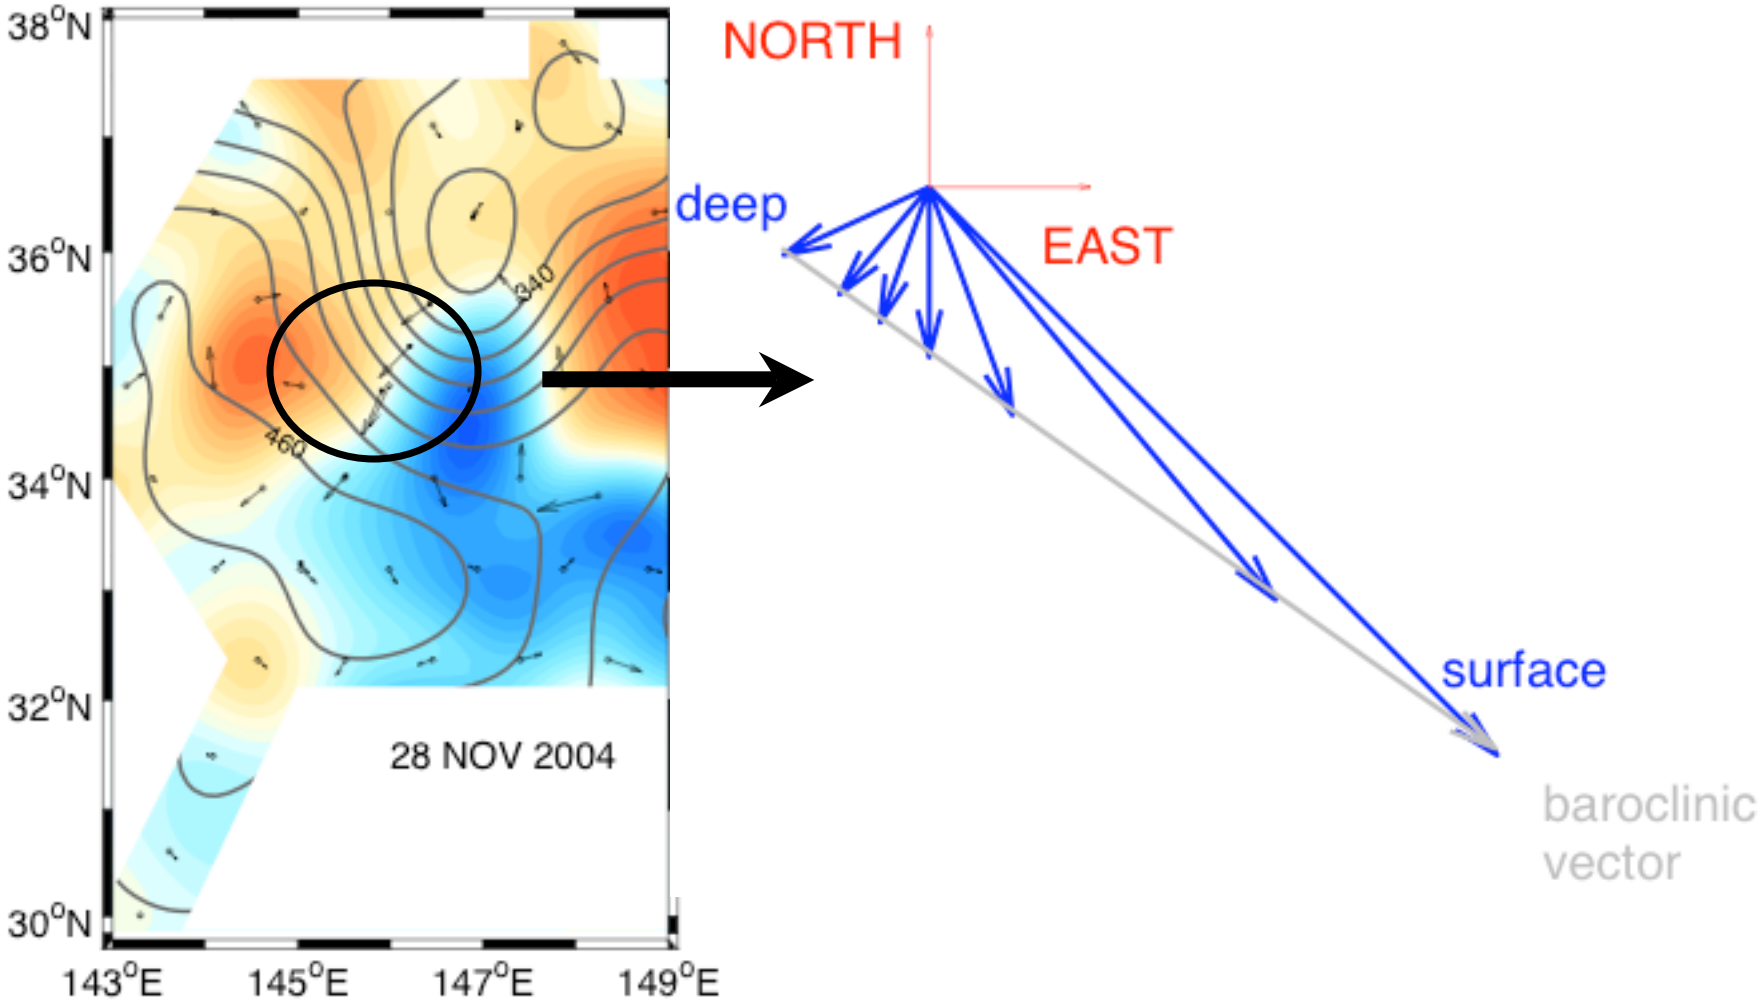 38°N
36°N
34°N
32°N
30°N
143°E
145°E
147°E
149°E
340
460
28 NOV 2004
NORTH
EAST
deep
surface
baroclinic
vector